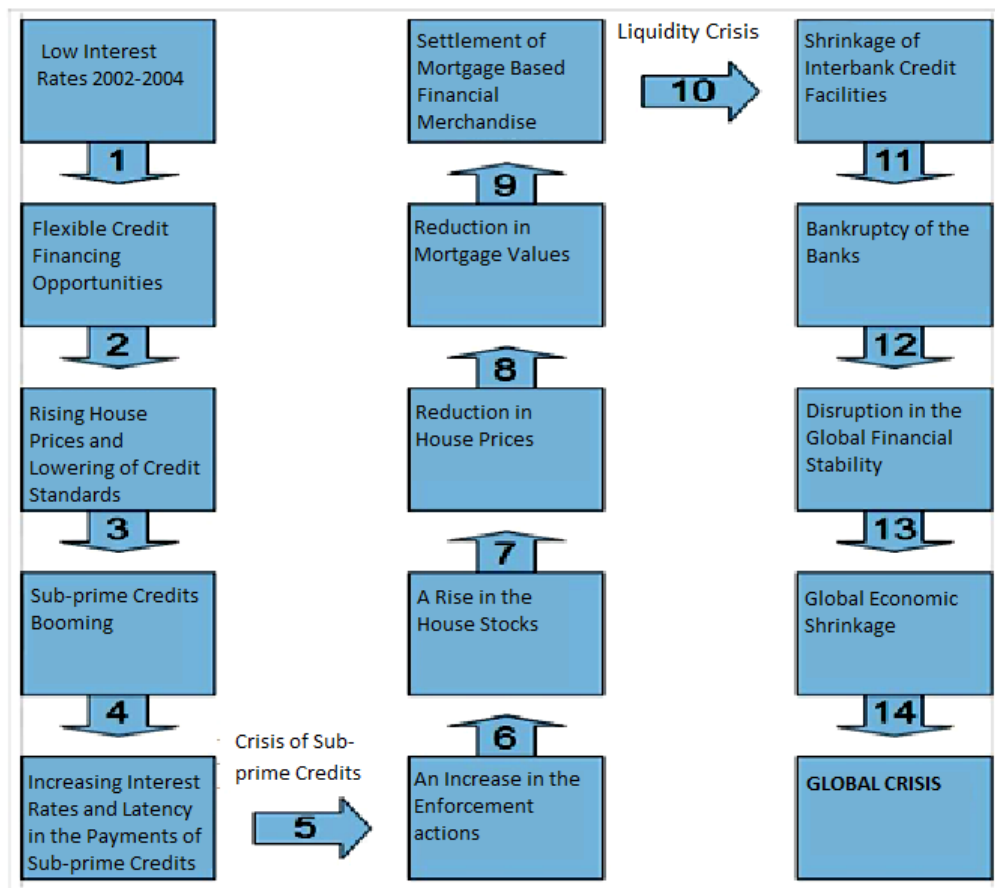 Low Interest
Rates 2002-2004
1
Flexible Credit
Financing
Opportunities
2
Rising House
Prices and
Lowering of Credit
Standards
3
Sub-prime Credits
Booming
4
Increasing Interest
Rates and Latency
in the Payments of
Sub-prime Credits
Crisis of Sub-
prime Credits
5
An Increase in the
Enforcement
actions
6
A Rise in the
House Stocks
7
Reduction in
House Prices
8
Reduction in
Mortgage Values
9
Settlement of
Mortgage Based
Financial
Merchandise
Liquidity Crisis
10
Shrinkage of
Interbank Credit
Facilities
11
Bankruptcy of the
Banks
12
Disruption in the
Global Financial
Stability
13
Global Economic
Shrinkage
14
GLOBAL CRISIS